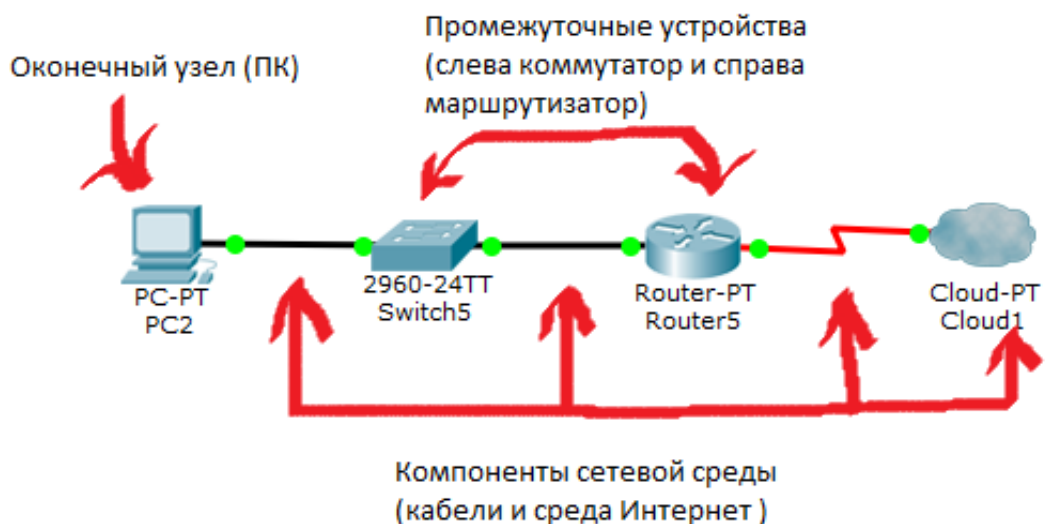 Промежуточные устройства
(слева коммутатор и справа
маршрутизатор)
Оконечный узел (ПК)
PC-PT
PC2
2960-24TT
Switch5
Router-PT
Router5
Cloud-PT
Cloud1
Компоненты сетевой среды
(кабели и среда Интернет )